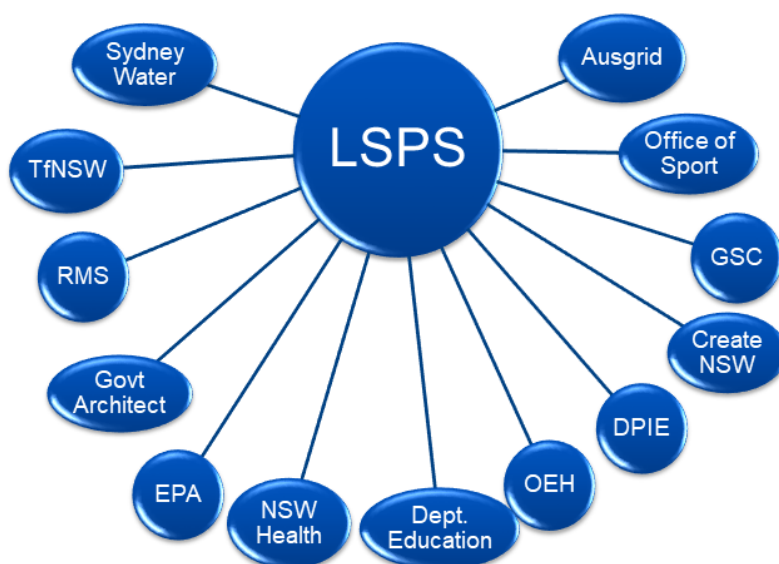 LSPS
Sydney
Water
Ausgrid
TfNSW
Office of
Sport
RMS
GSC
Govt
Architect
Create
NSW
EPA
NSW
Health
Dept.
Education
OEH
DPIE